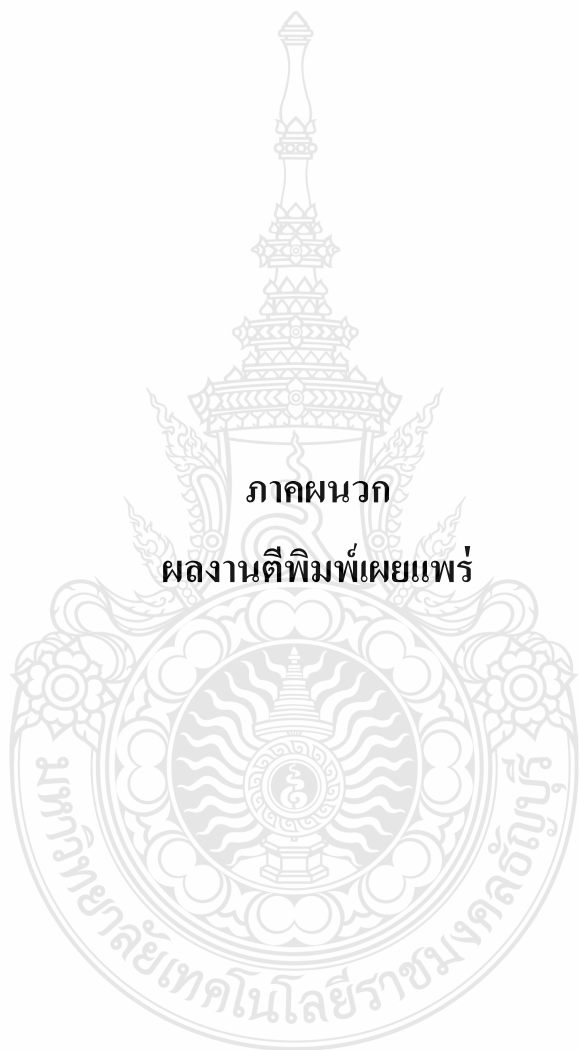 ภาคผนวก
ผลงานตีพิมพ์เผยแพร่
มหาวิทยาลัยเทคโนโลยีราชมงคลธัญบุรี